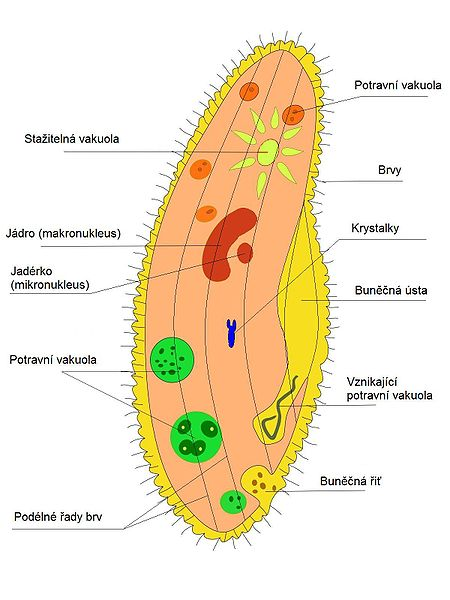 Potravní vakuola
Stažitelná vakuola
Brvy
Krystalky
Jádro (makronukleus)
Jadérko
(mikronukleus)
Buněčná ústa
Potravní vakuola
Vznikající
potravní vakuola
Buněčná řiť
Podélné řady brv